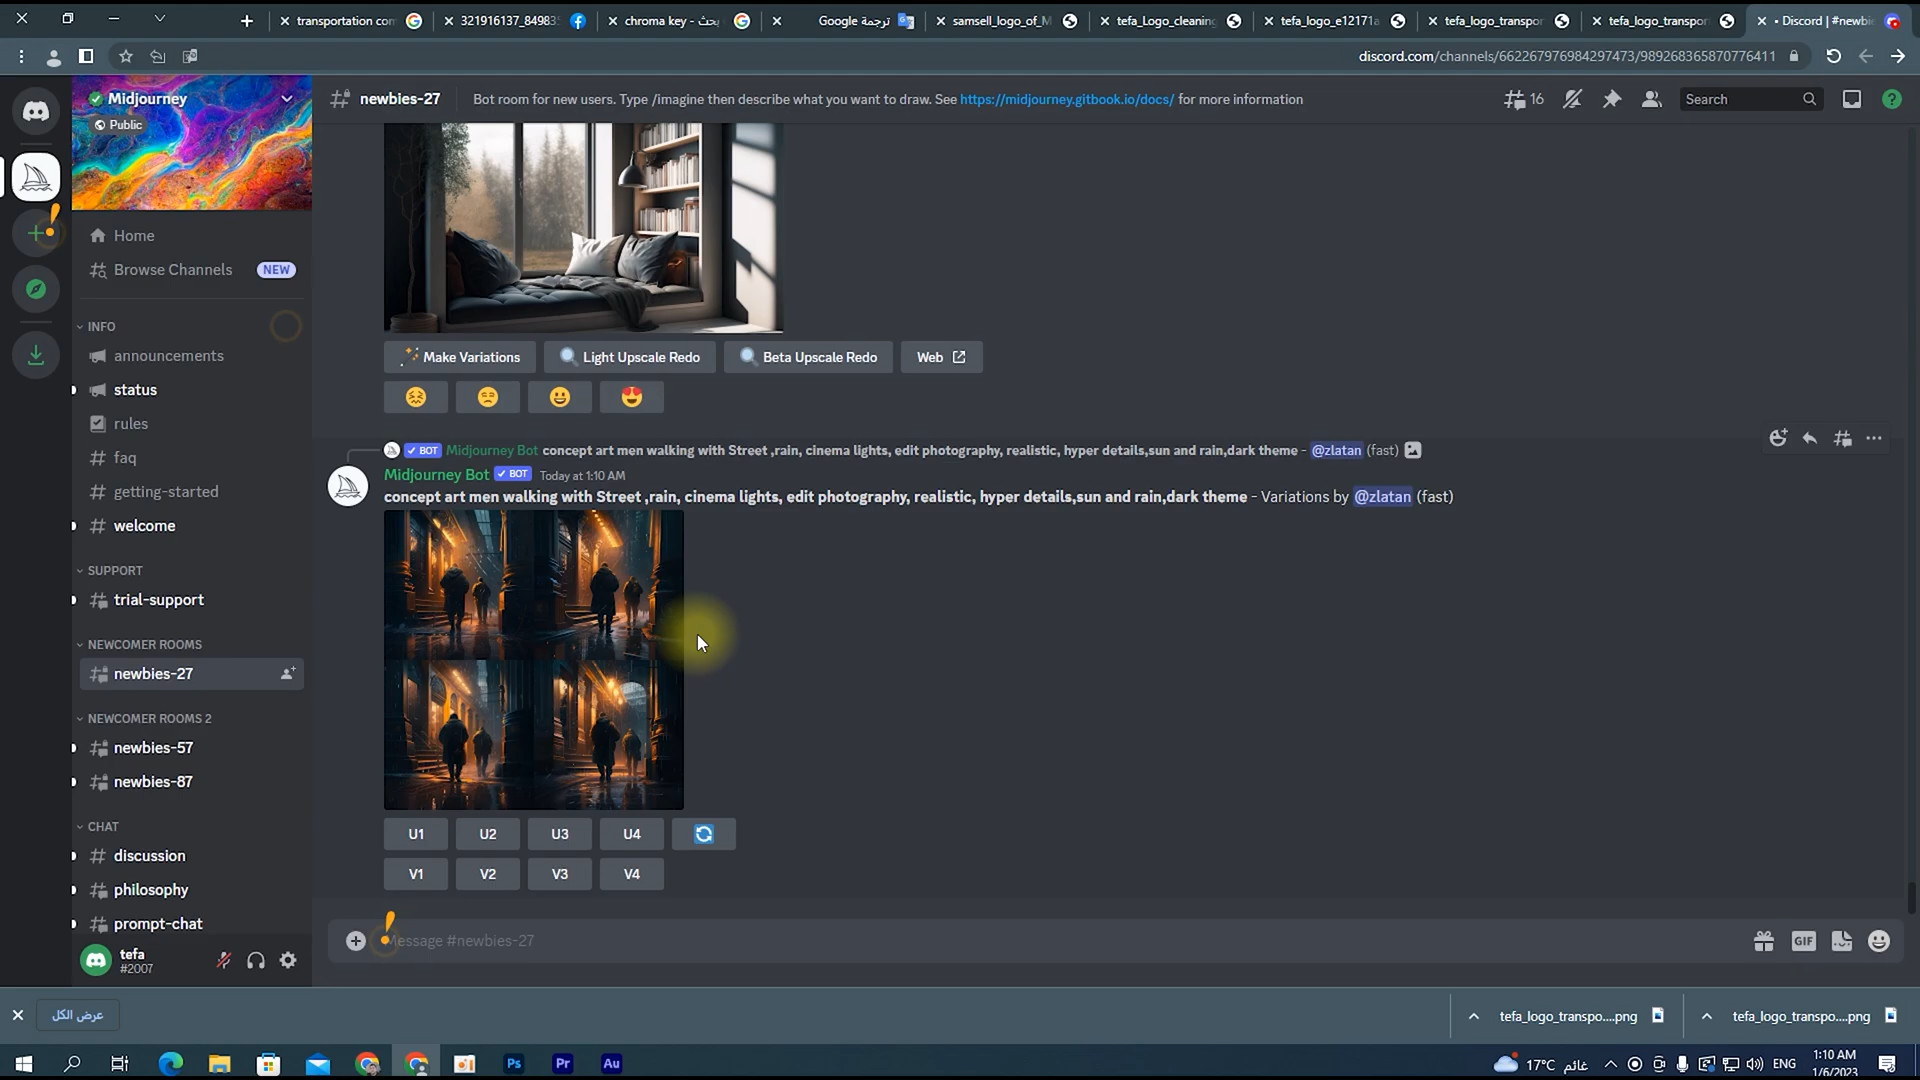 transportation con
321916137_84983
chroma key - بحث
ترجمة Google
samsell_logo_of_M
tefa_Logo_cleaning
tefa_logo_e12171a
tefa_logo_transpor
tefa_logo_transpor
• Discord | #newbie
discord.com/channels/662267976984297473/989268365870776411
Midjourney
Public
newbies-27
Bot room for new users. Type /imagine then describe what you want to draw. See https://midjourney.gitbook.io/docs/ for more information
16
Search
Home
Browse Channels NEW
INFO
announcements
status
rules
faq
getting-started
welcome
SUPPORT
trial-support
NEWCOMER ROOMS
newbies-27
NEWCOMER ROOMS 2
newbies-57
newbies-87
CHAT
discussion
philosophy
prompt-chat
tefa
#2007
Make Variations
Light Upscale Redo
Beta Upscale Redo
Web
BOT Midjourney Bot concept art men walking with Street ,rain, cinema lights, edit photography, realistic, hyper details,sun and rain,dark theme - @zlatan (fast)
Midjourney Bot BOT Today at 1:10 AM
concept art men walking with Street ,rain, cinema lights, edit photography, realistic, hyper details,sun and rain,dark theme - Variations by @zlatan (fast)
U1 U2 U3 U4
V1 V2 V3 V4
Message #newbies-27
GIF
عرض الكل
tefa_logo_transpo....png
tefa_logo_transpo....png
Ps
Pr
Au
17°C غائم
ENG
1:10 AM
1/6/2023